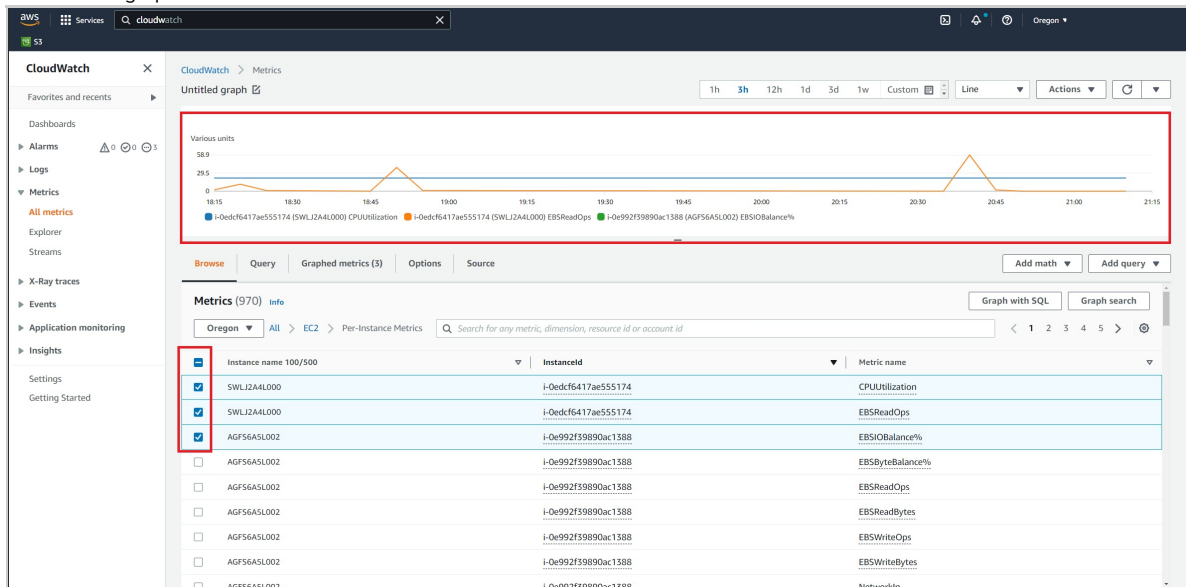 aws
Services
cloudwatch
Oregon
S3
CloudWatch
Favorites and recents
Dashboards
Alarms 0 0 3
Logs
Metrics
All metrics
Explorer
Streams
X-Ray traces
Events
Application monitoring
Insights
Settings
Getting Started
CloudWatch > Metrics
Untitled graph
1h 3h 12h 1d 3d 1w Custom Line Actions
Various units
58.9
29.5
0
18:15 18:30 18:45 19:00 19:15 19:30 19:45 20:00 20:15 20:30 20:45 21:00 21:15
i-0edcf6417ae555174 (SWLJ2A4L000) CPUUtilization i-0edcf6417ae555174 (SWLJ2A4L000) EBSReadOps i-0e992f39890ac1388 (AGFS6A5L002) EBSIOBalance%
Browse Query Graphed metrics (3) Options Source Add math Add query
Metrics (970) Info Graph with SQL Graph search
Oregon All > EC2 > Per-Instance Metrics Search for any metric, dimension, resource id or account id 1 2 3 4 5
Instance name 100/500 InstanceId Metric name
SWLJ2A4L000 i-0edcf6417ae555174 CPUUtilization
SWLJ2A4L000 i-0edcf6417ae555174 EBSReadOps
AGFS6A5L002 i-0e992f39890ac1388 EBSIOBalance%
AGFS6A5L002 i-0e992f39890ac1388 EBSByteBalance%
AGFS6A5L002 i-0e992f39890ac1388 EBSReadOps
AGFS6A5L002 i-0e992f39890ac1388 EBSReadBytes
AGFS6A5L002 i-0e992f39890ac1388 EBSWriteOps
AGFS6A5L002 i-0e992f39890ac1388 EBSWriteBytes